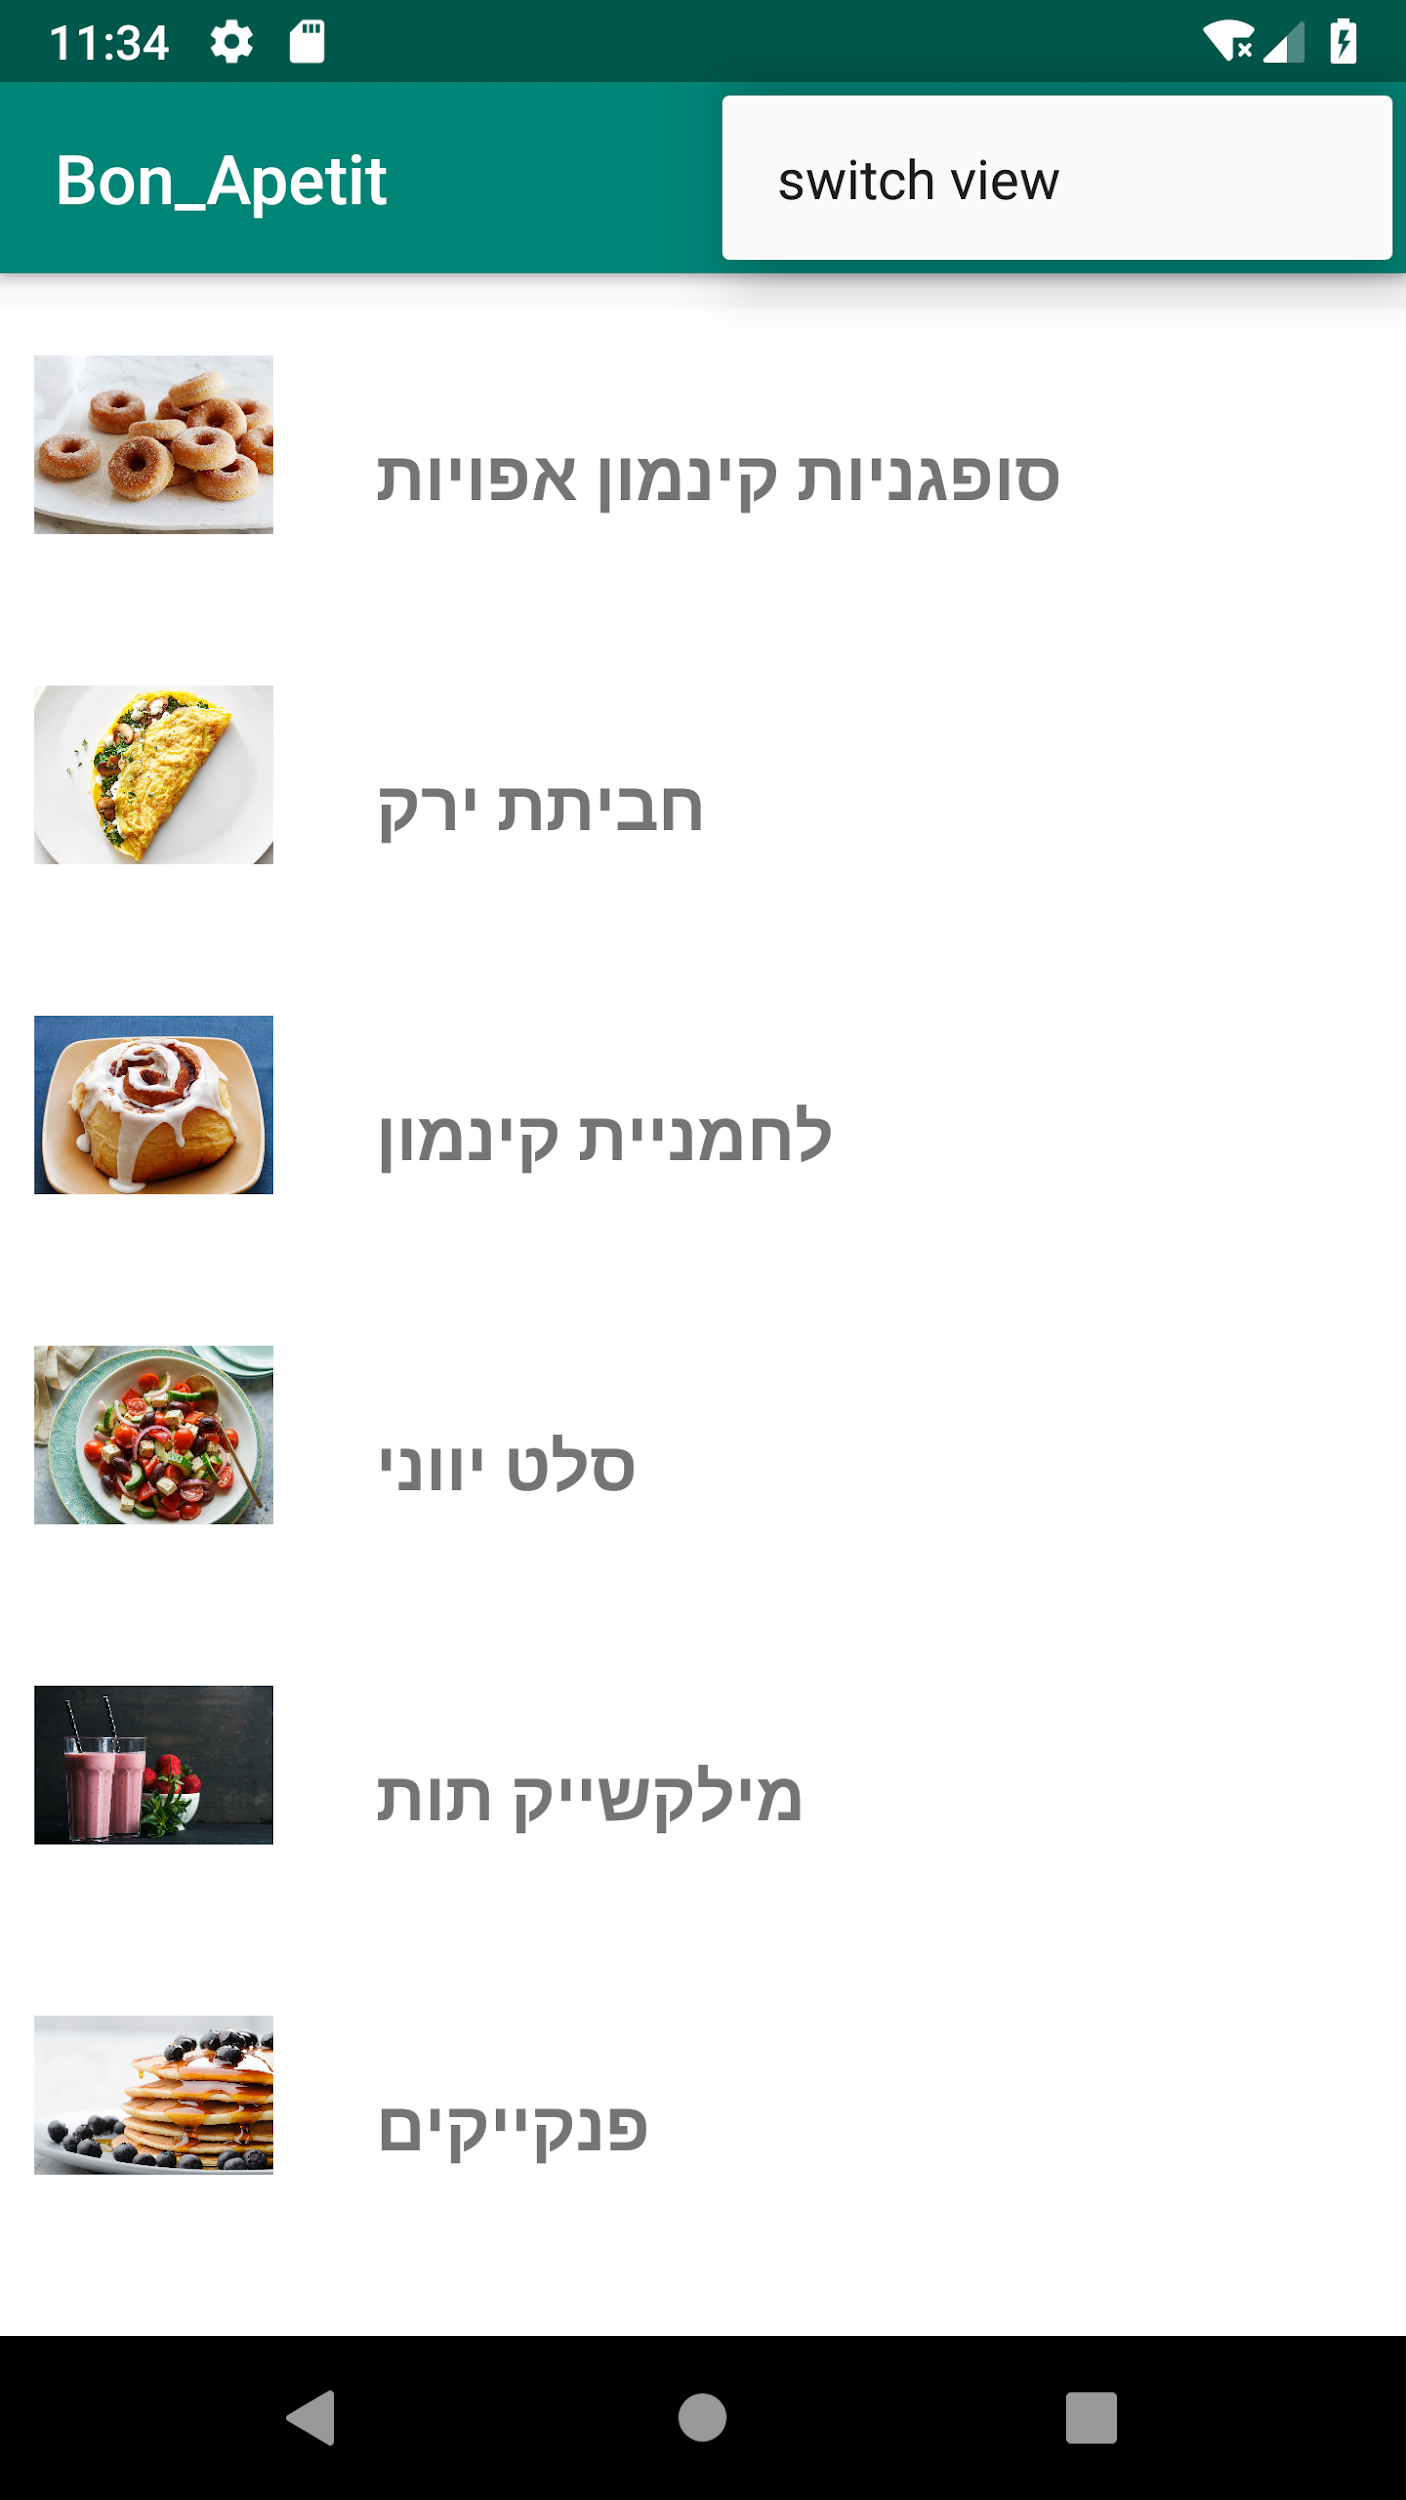 11:34
Bon_Apetit
switch view
סופגניות קינמון אפויות
חביתת ירק
לחמניית קינמון
סלט יווני
מילקשייק תות
פנקייקים